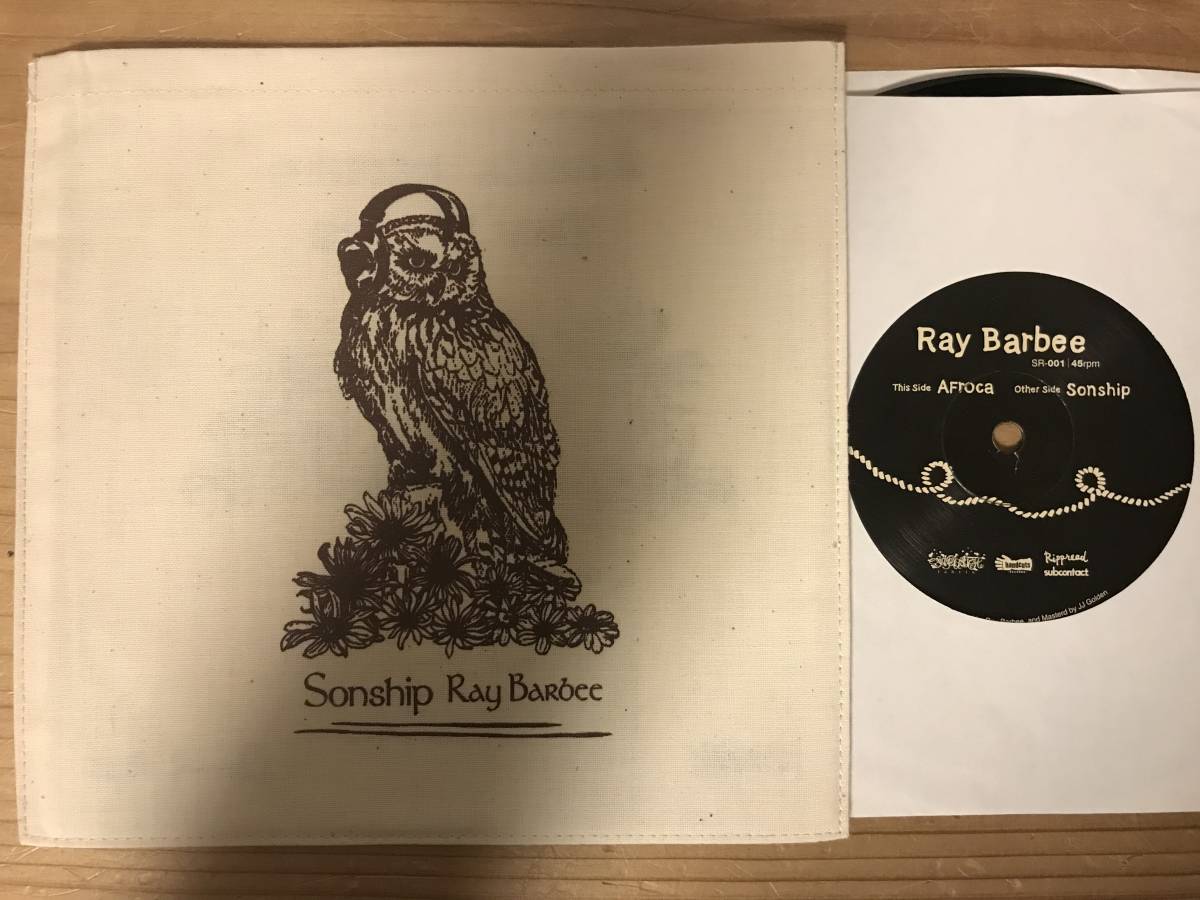 Sonship Ray Barbee
Ray Barbee
SR-001 | 45rpm
This Side Afroca Other Side Sonship
Rippread
subcontact
Barbee, and Masterd by JJ Golden